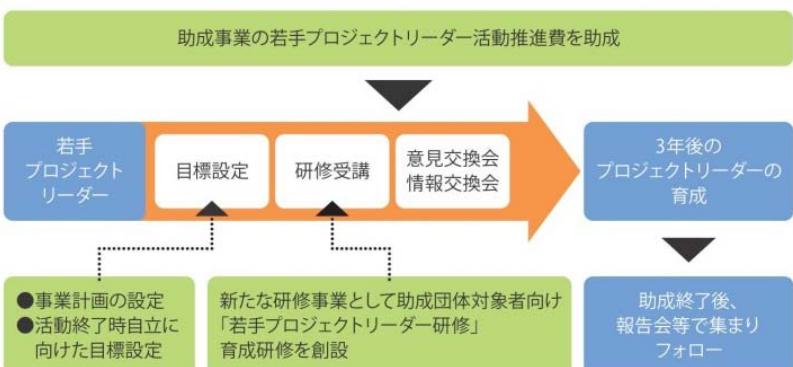 助成事業の若手プロジェクトリーダー活動推進費を助成
若手
プロジェクト
リーダー
目標設定
研修受講
意見交換会
情報交換会
3年後の
プロジェクトリーダーの
育成
●事業計画の設定
●活動終了時自立に
向けた目標設定
新たな研修事業として助成団体対象者向け
「若手プロジェクトリーダー研修」
育成研修を創設
助成終了後、
報告会等で集まり
フォロー